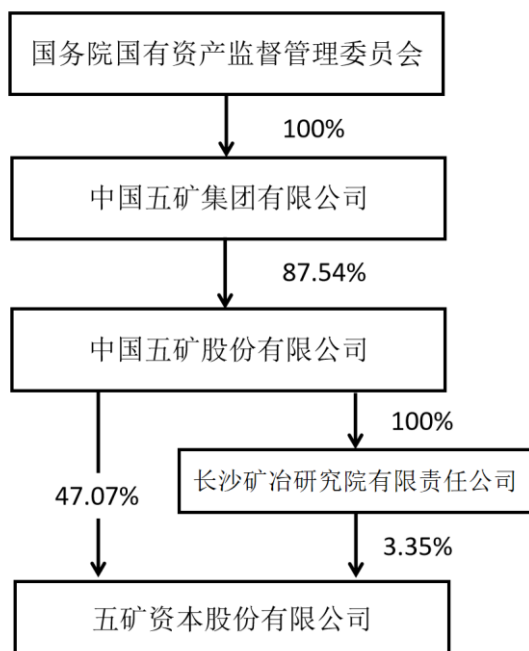 国务院国有资产监督管理委员会
100%
中国五矿集团有限公司
87.54%
中国五矿股份有限公司
100%
长沙矿冶研究院有限责任公司
47.07%
3.35%
五矿资本股份有限公司